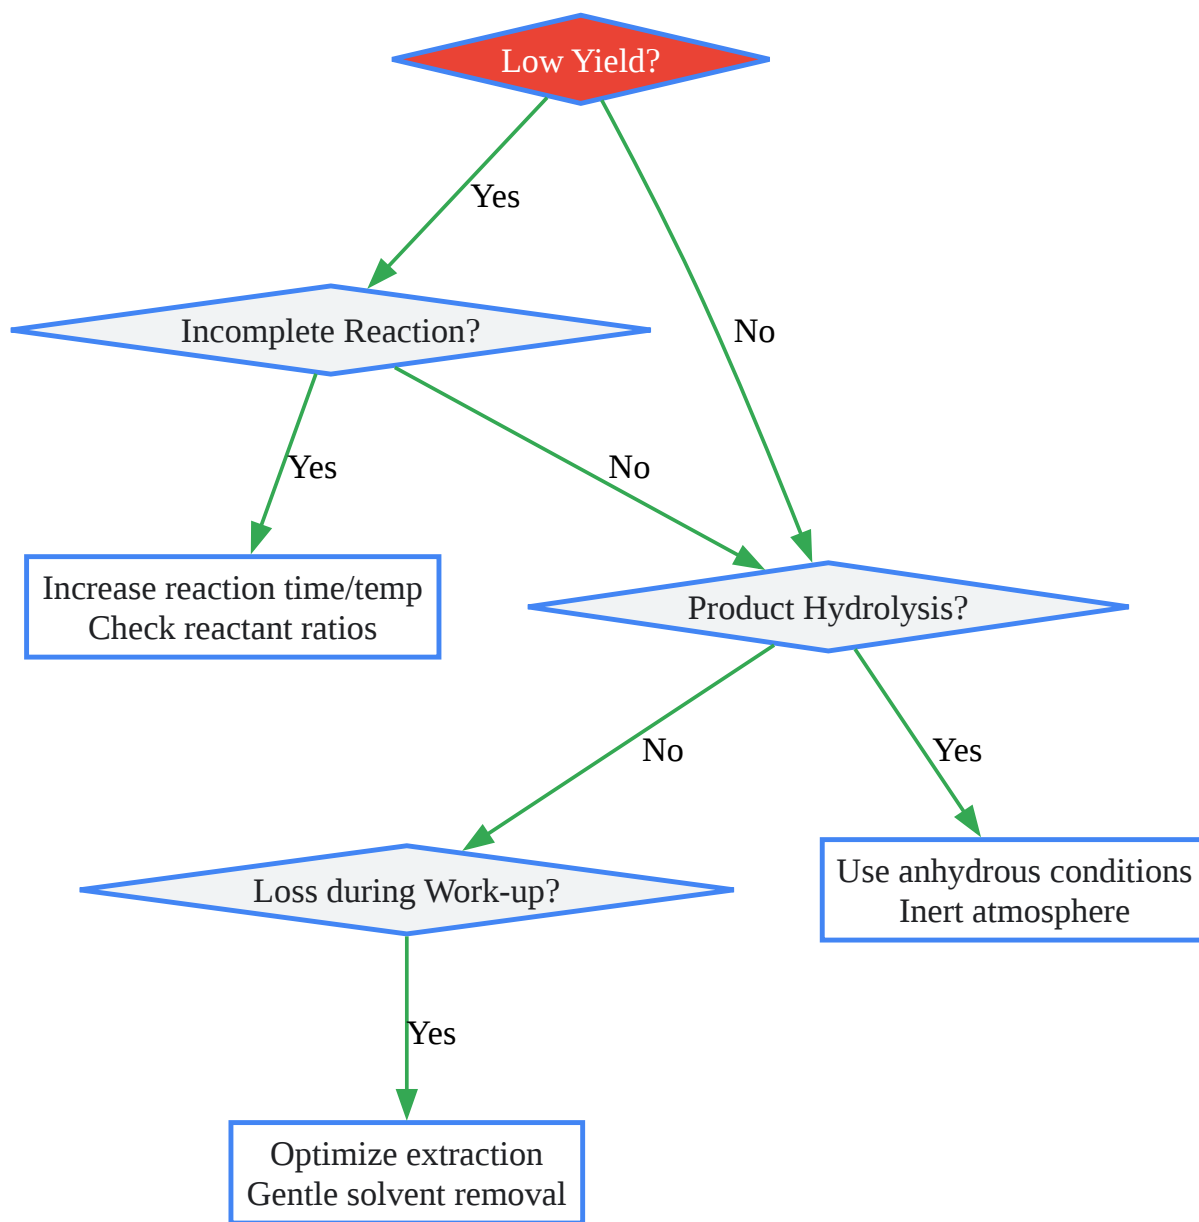 Low Yield?
Yes
Incomplete Reaction?
No
Yes
No
Increase reaction time/temp
Check reactant ratios
Product Hydrolysis?
No
Yes
Loss during Work-up?
Use anhydrous conditions
Inert atmosphere
Yes
Optimize extraction
Gentle solvent removal